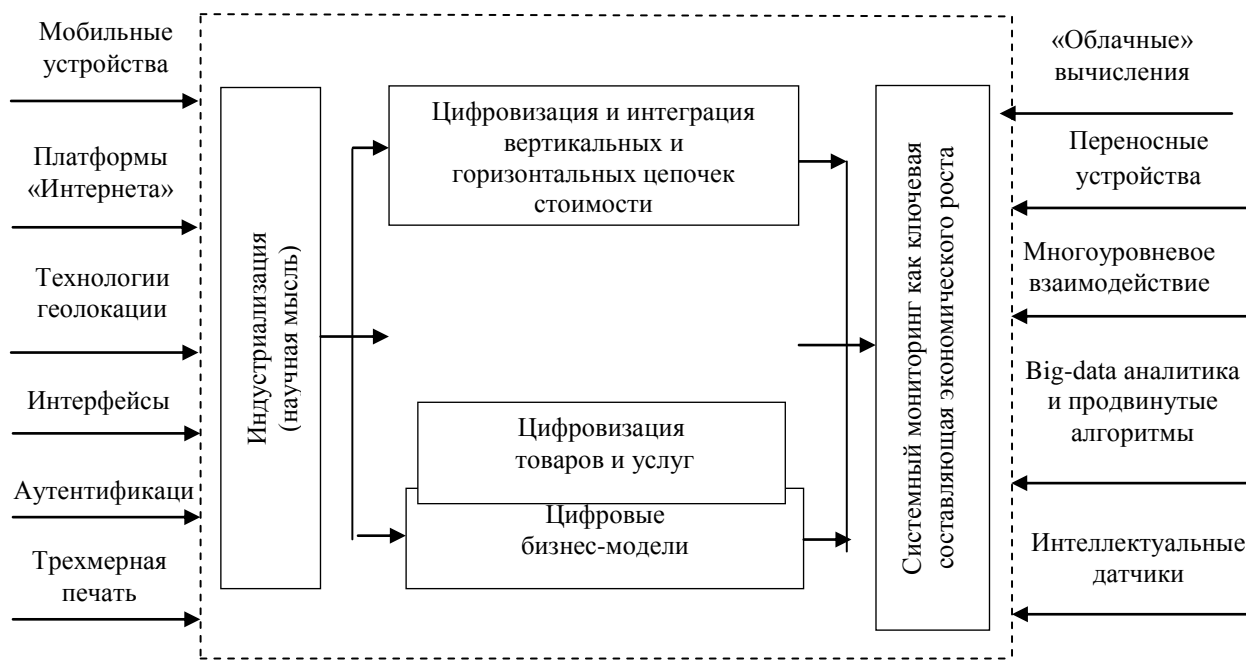 Мобильные
устройства
Платформы
«Интернета»
Технологии
геолокации
Интерфейсы
Аутентификаци
Трехмерная
печать
Индустриализация
(научная мысль)
Цифровизация и интеграция
вертикальных и
горизонтальных цепочек
стоимости
Цифровизация
товаров и услуг
Цифровые
бизнес-модели
Системный мониторинг как ключевая
составляющая экономического роста
«Облачные»
вычисления
Переносные
устройства
Многоуровневое
взаимодействие
Big-data аналитика
и продвинутые
алгоритмы
Интеллектуальные
датчики